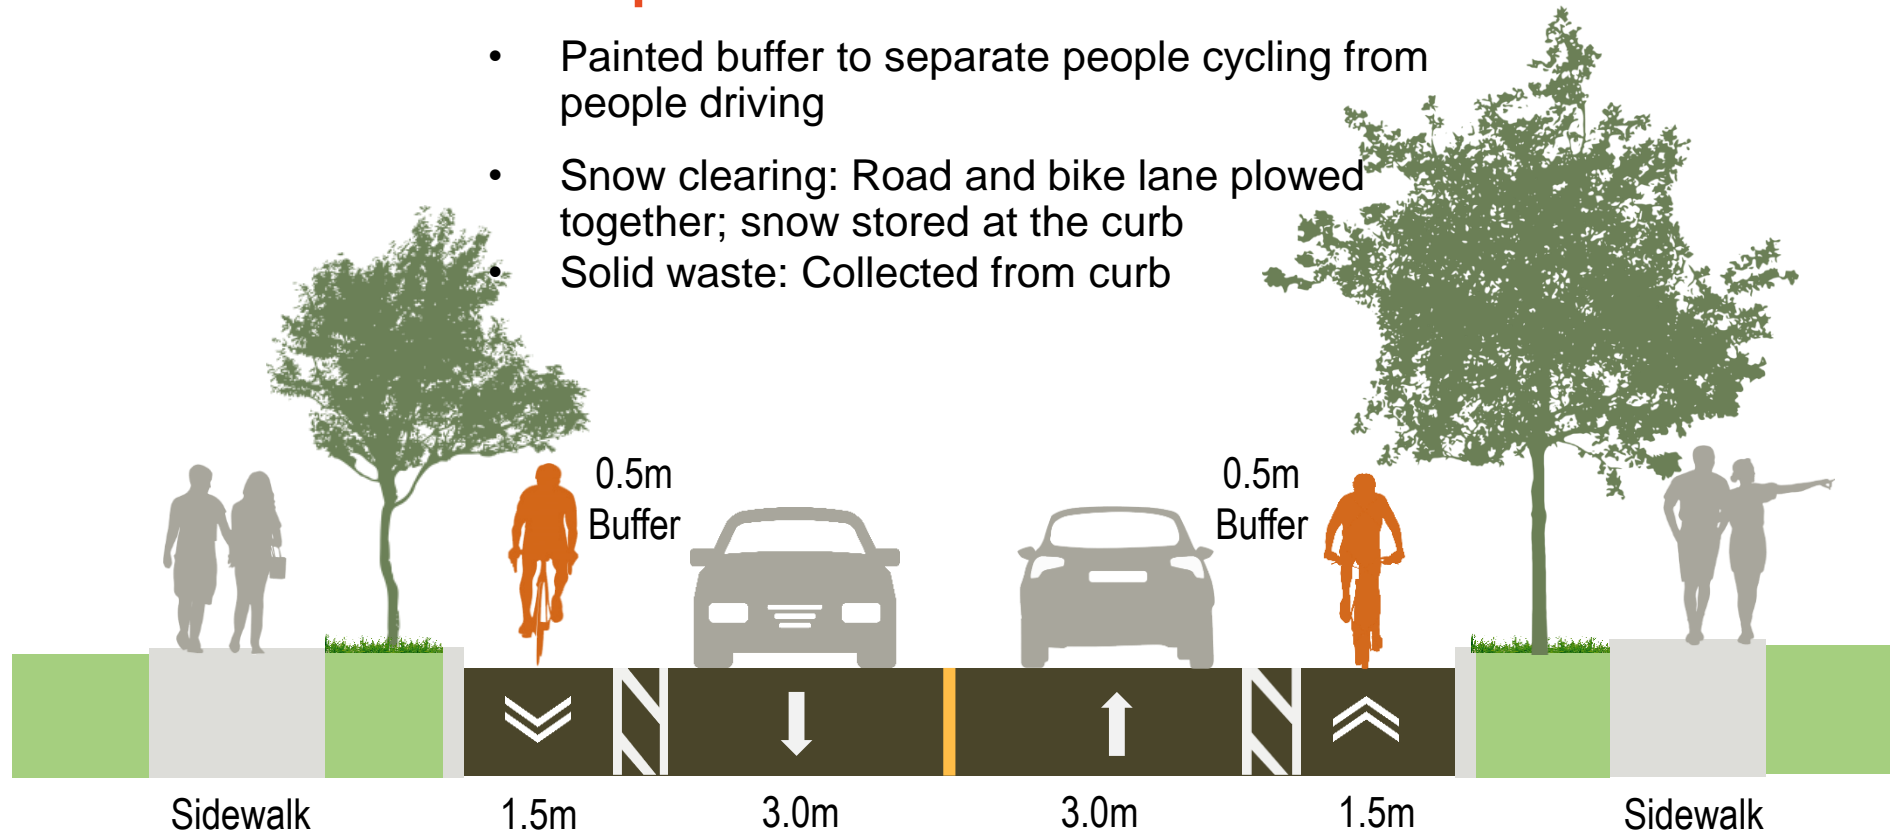 • Painted buffer to separate people cycling from
people driving
• Snow clearing: Road and bike lane plowed
together; snow stored at the curb
• Solid waste: Collected from curb
0.5m
Buffer
0.5m
Buffer
Sidewalk 1.5m 3.0m 3.0m 1.5m Sidewalk